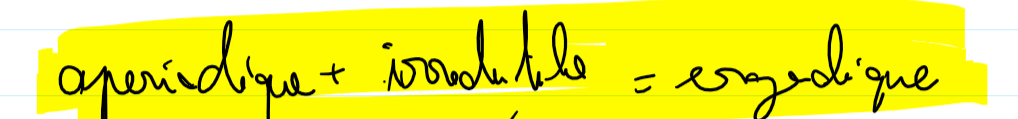 aperiodique + irreductible = ergodique